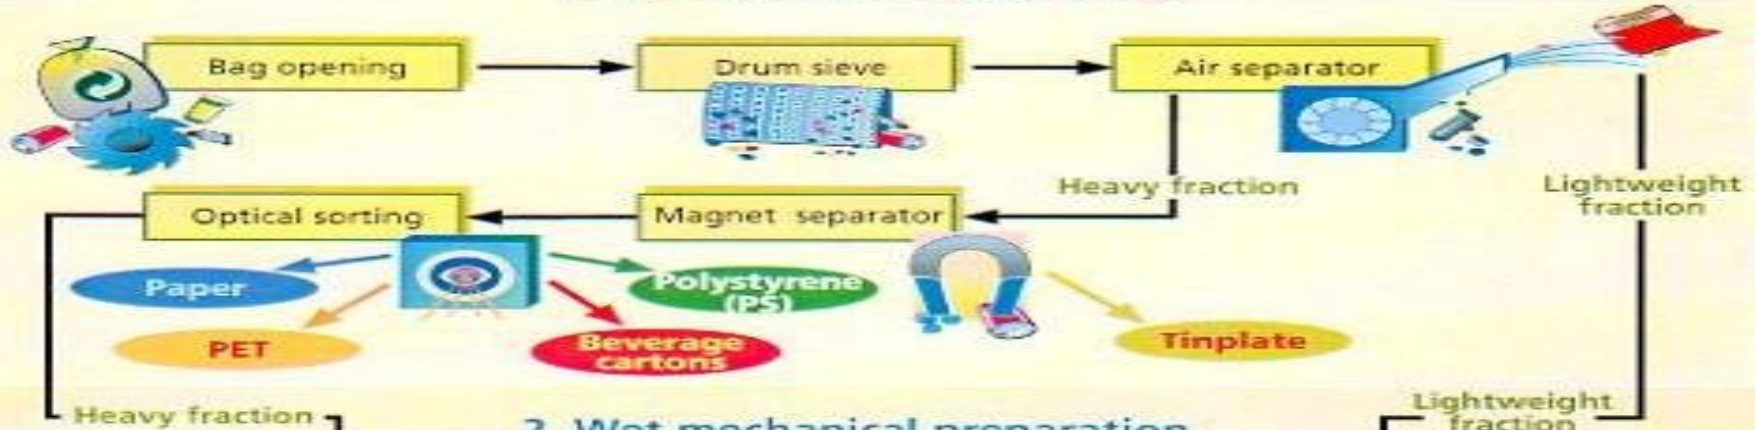 Bag opening
Drum sieve
Air separator
Heavy fraction
Lightweight
fraction
Optical sorting
Magnet separator
Paper
Polystyrene
(PS)
PET
Beverage
cartons
Tinplate
Heavy fraction
Lightweight
fraction
Wet mechanical preparation